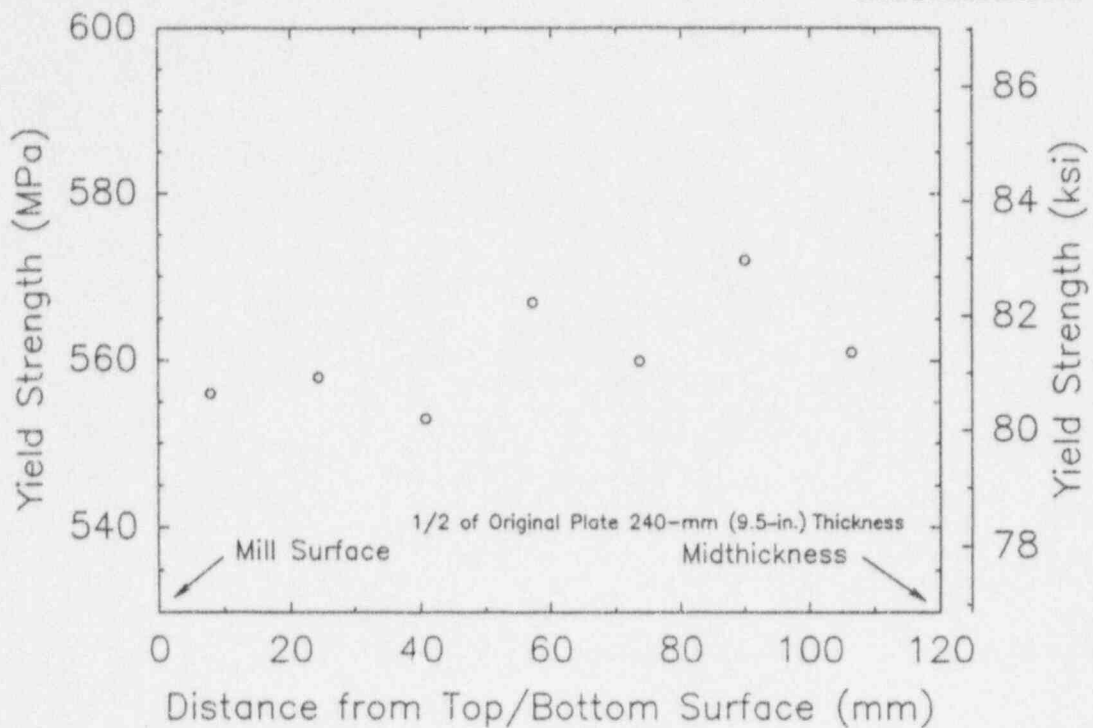 600
580
560
540
Yield Strength (MPa)
86
84
82
80
78
Yield Strength (ksi)
1/2 of Original Plate 240-mm (9.5-in.) Thickness
Mill Surface
Midthickness
0 20 40 60 80 100 120
Distance from Top/Bottom Surface (mm)